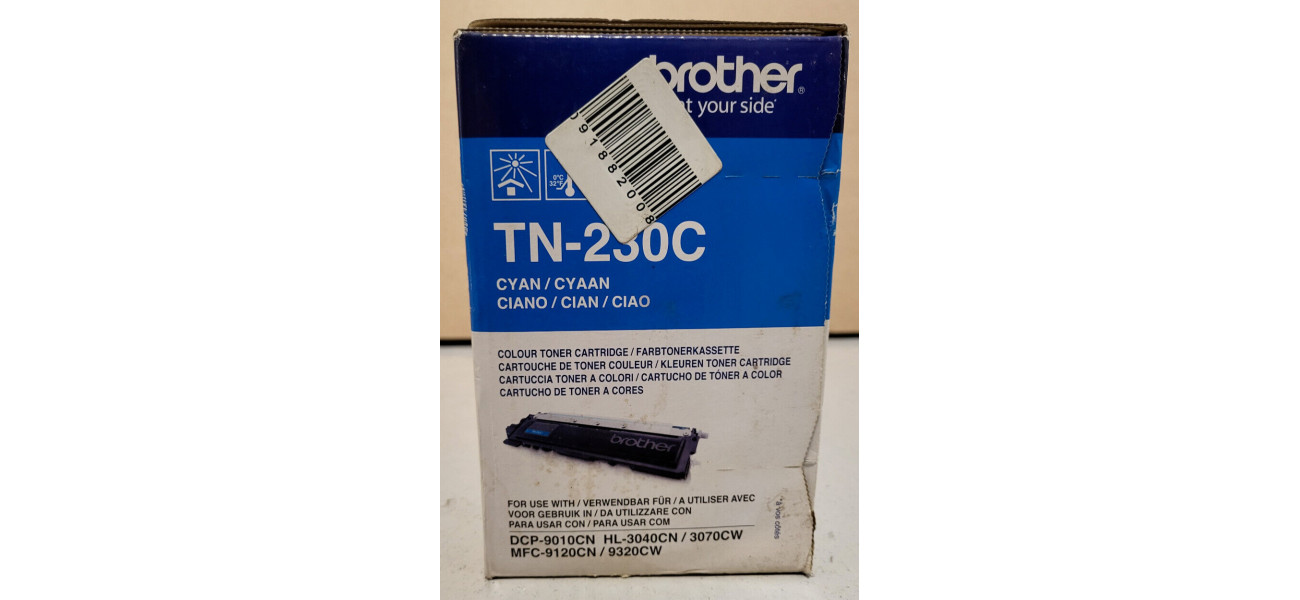 brother®
at your side
091882008
0°C
32°F
TN-230C
CYAN / CYAAN
CIANO / CIAN / CIAO
COLOUR TONER CARTRIDGE / FARBTONERKASSETTE
CARTOUCHE DE TONER COULEUR / KLEUREN TONER CARTRIDGE
CARTUCCIA TONER A COLORI / CARTUCHO DE TÓNER A COLOR
CARTUCHO DE TONER A CORES
brother
FOR USE WITH / VERWENDBAR FÜR / A UTILISER AVEC
VOOR GEBRUIK IN / DA UTILIZZARE CON
PARA USAR CON / PARA USAR COM
DCP-9010CN HL-3040CN / 3070CW
MFC-9120CN / 9320CW
*à vos côtés